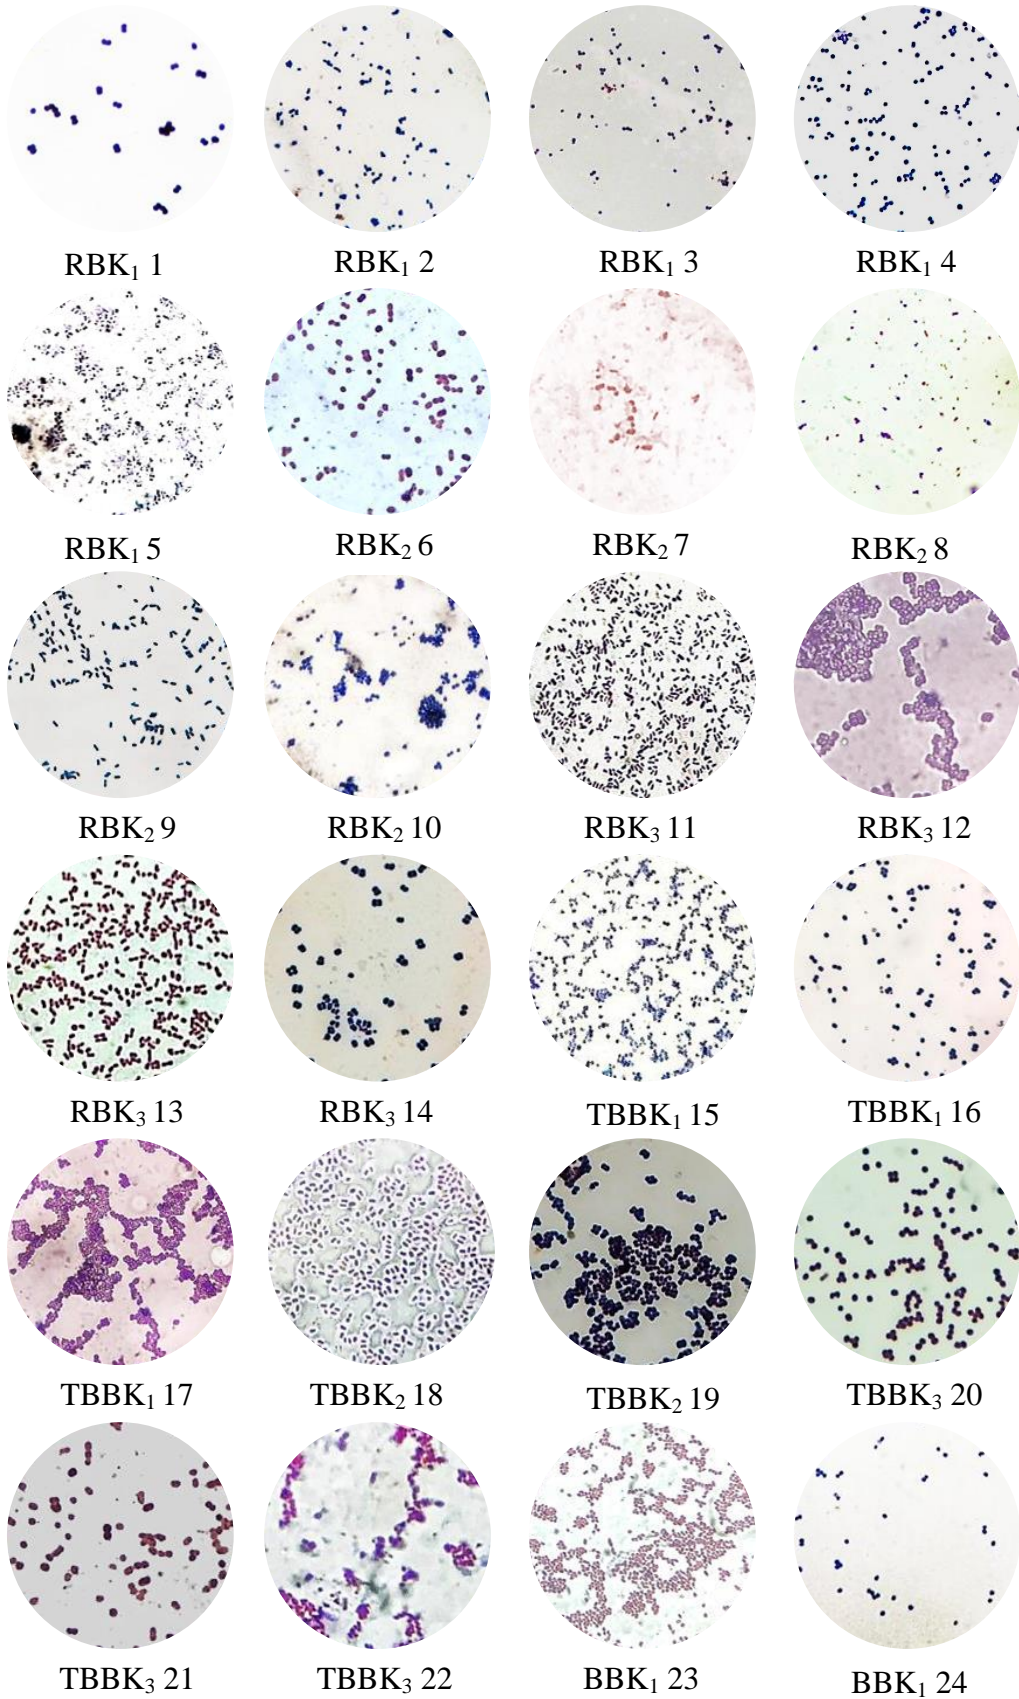 RBK₁ 1 RBK₁ 2 RBK₁ 3 RBK₁ 4
RBK₁ 5 RBK₂ 6 RBK₂ 7 RBK₂ 8
RBK₂ 9 RBK₂ 10 RBK₃ 11 RBK₃ 12
RBK₃ 13 RBK₃ 14 TBBK₁ 15 TBBK₁ 16
TBBK₁ 17 TBBK₂ 18 TBBK₂ 19 TBBK₃ 20
TBBK₃ 21 TBBK₃ 22 BBK₁ 23 BBK₁ 24